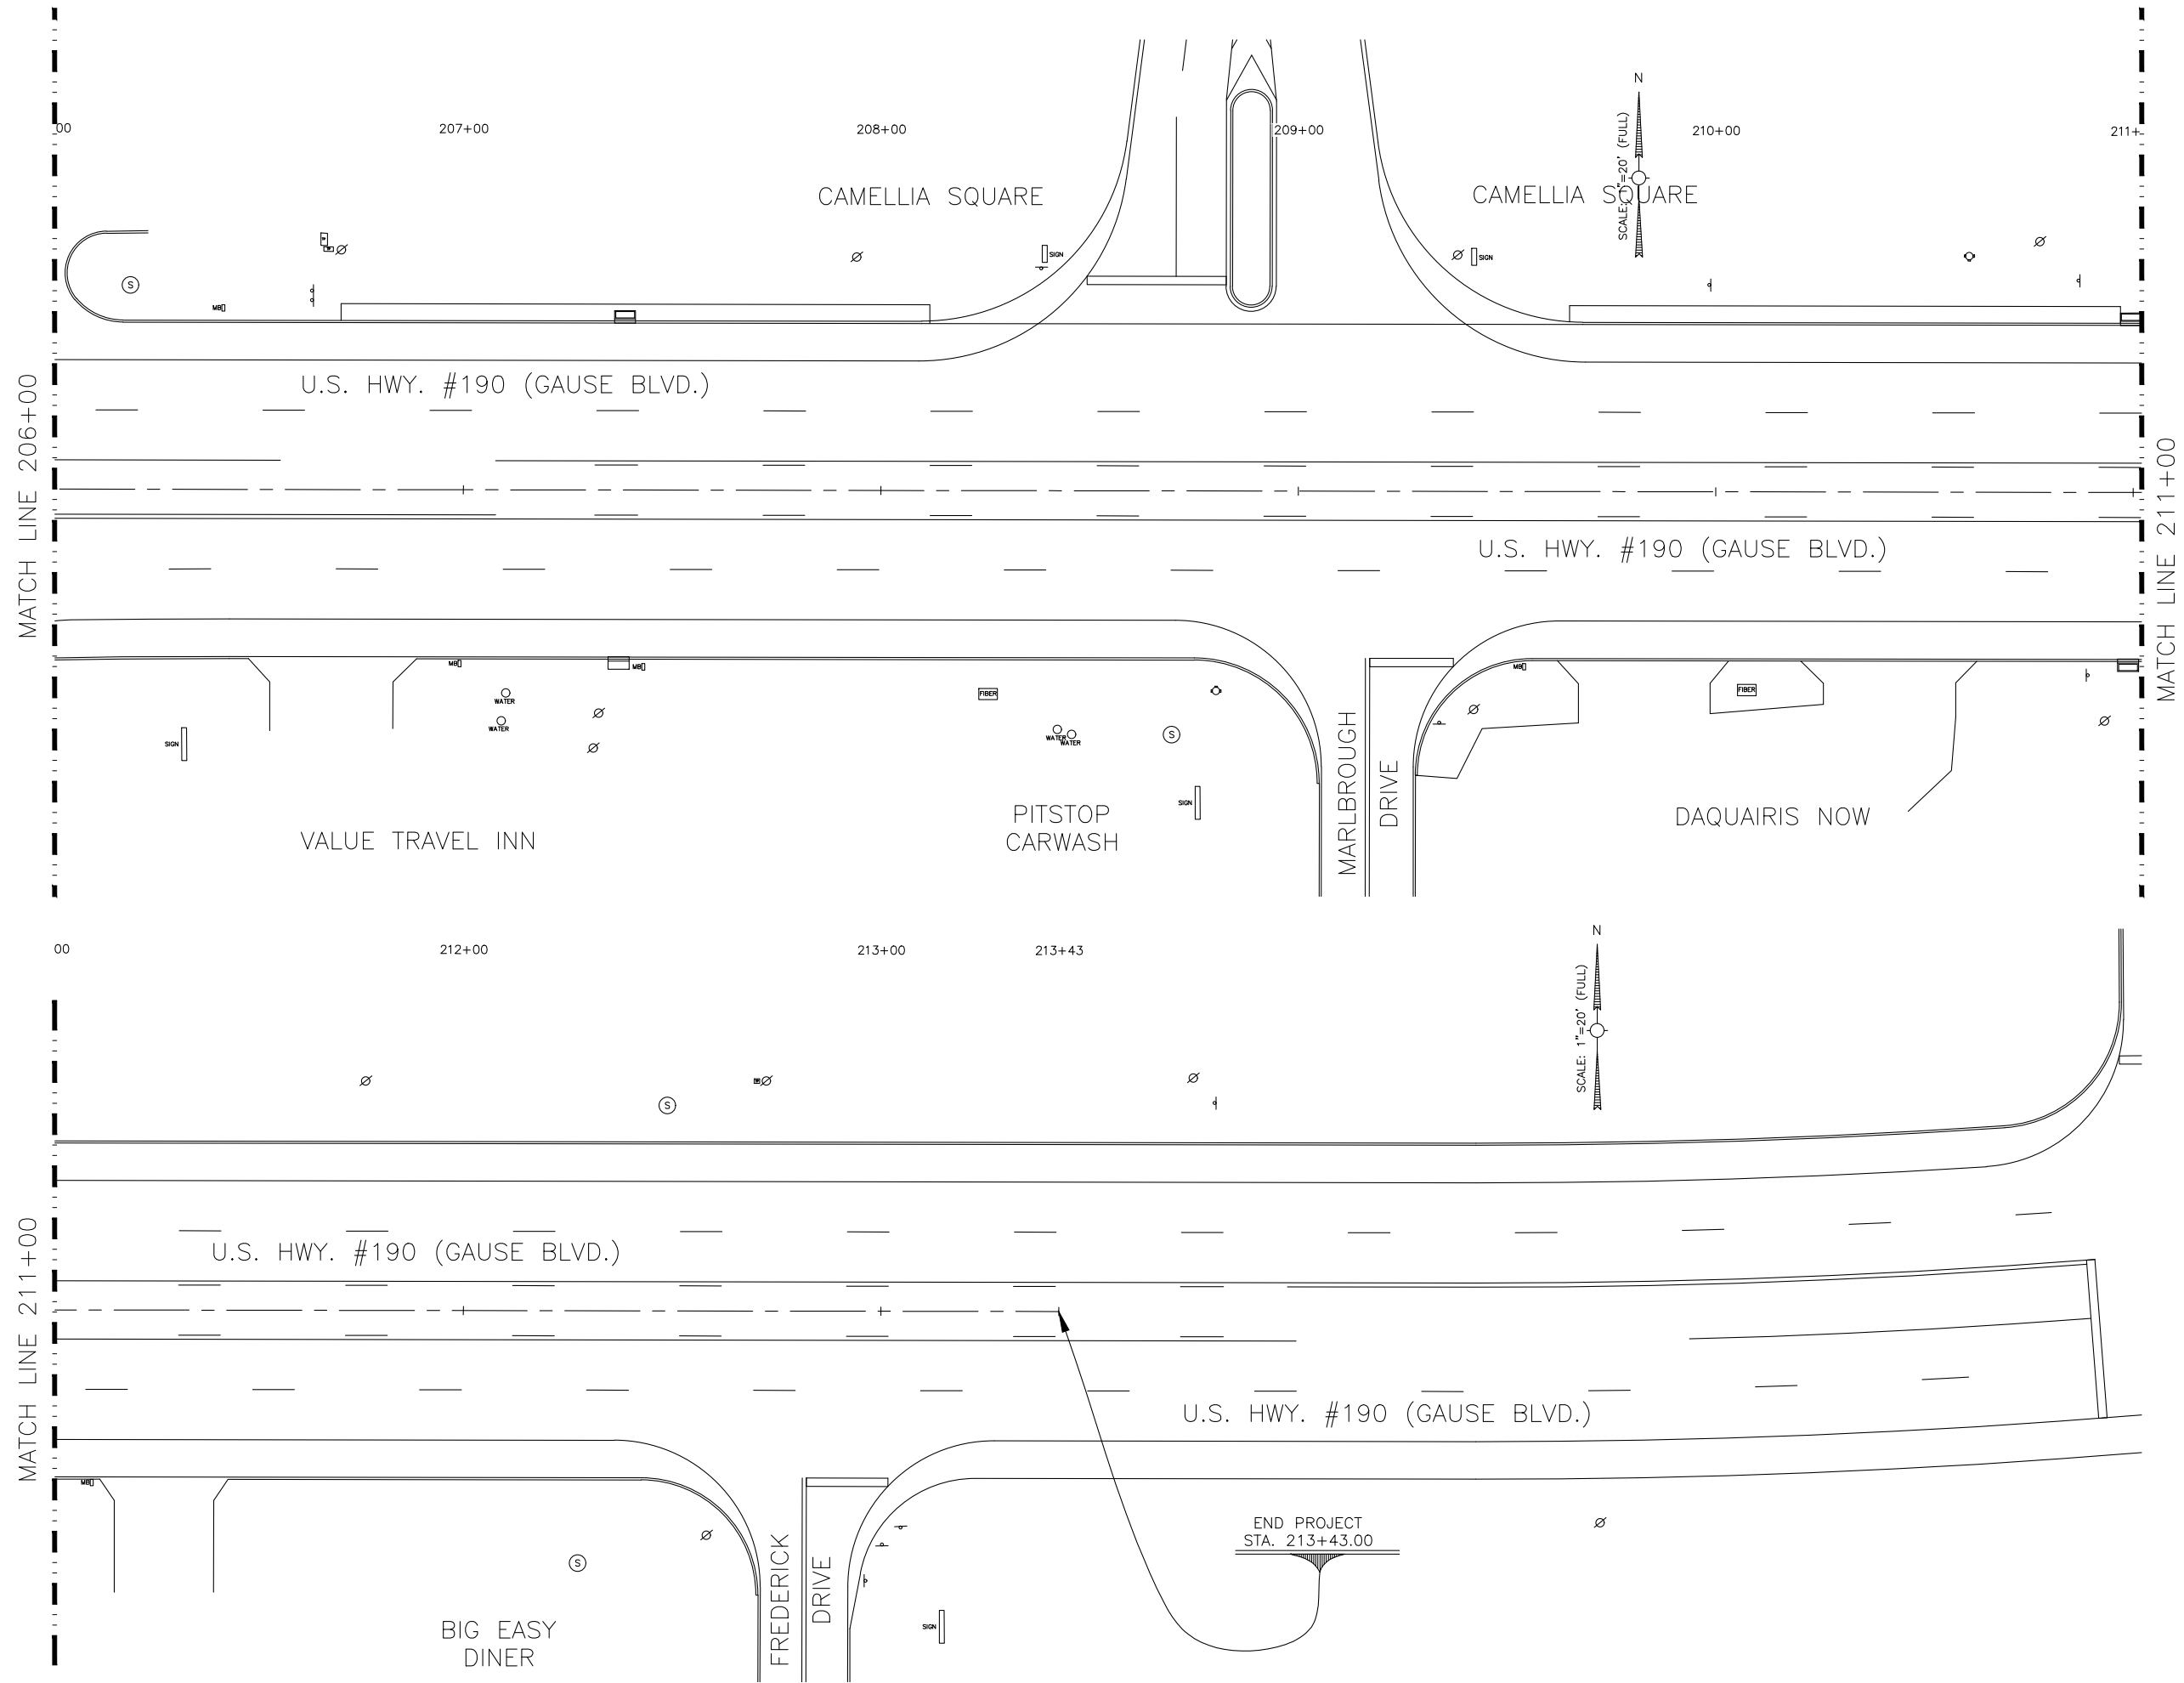 00
207+00
208+00
209+00
210+00
211+
N
SCALE: 1"=20' (FULL)
CAMELLIA SQUARE
CAMELLIA SQUARE
SIGN
SIGN
S
MB
U.S. HWY. #190 (GAUSE BLVD.)
MATCH LINE 206+00
MATCH LINE 211+00
U.S. HWY. #190 (GAUSE BLVD.)
MB
MB
MB
WATER
WATER
FIBER
FIBER
WATER
WATER
S
SIGN
SIGN
VALUE TRAVEL INN
PITSTOP
CARWASH
MARLBROUGH
DRIVE
DAQUAIRIS NOW
00
212+00
213+00
213+43
N
SCALE: 1"=20' (FULL)
S
U.S. HWY. #190 (GAUSE BLVD.)
MATCH LINE 211+00
U.S. HWY. #190 (GAUSE BLVD.)
MB
END PROJECT
STA. 213+43.00
S
FREDERICK
DRIVE
SIGN
BIG EASY
DINER